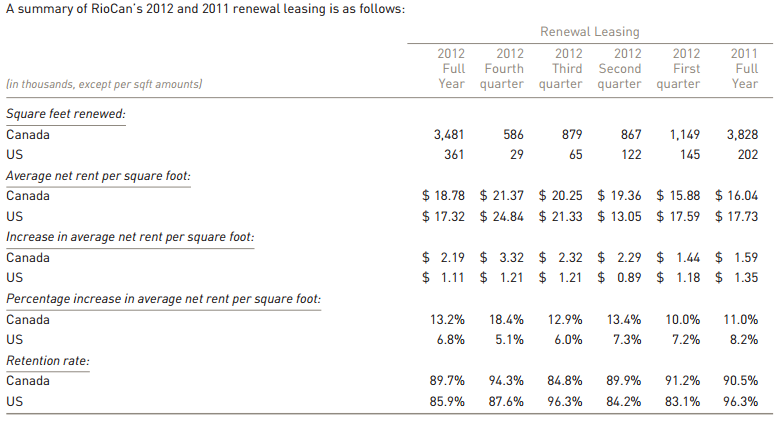 A summary of RioCan's 2012 and 2011 renewal leasing is as follows:
Renewal Leasing
2012 2012 2012 2012 2012 2011
Full Fourth Third Second First Full
(in thousands, except per sqft amounts) Year quarter quarter quarter quarter Year
Square feet renewed:
Canada 3,481 586 879 867 1,149 3,828
US 361 29 65 122 145 202
Average net rent per square foot:
Canada $ 18.78 $ 21.37 $ 20.25 $ 19.36 $ 15.88 $ 16.04
US $ 17.32 $ 24.84 $ 21.33 $ 13.05 $ 17.59 $ 17.73
Increase in average net rent per square foot:
Canada $ 2.19 $ 3.32 $ 2.32 $ 2.29 $ 1.44 $ 1.59
US $ 1.11 $ 1.21 $ 1.21 $ 0.89 $ 1.18 $ 1.35
Percentage increase in average net rent per square foot:
Canada 13.2% 18.4% 12.9% 13.4% 10.0% 11.0%
US 6.8% 5.1% 6.0% 7.3% 7.2% 8.2%
Retention rate:
Canada 89.7% 94.3% 84.8% 89.9% 91.2% 90.5%
US 85.9% 87.6% 96.3% 84.2% 83.1% 96.3%